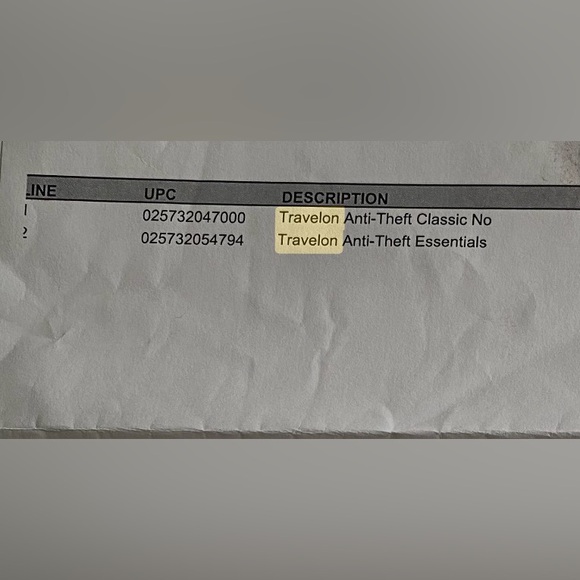 LINE UPC DESCRIPTION
1 025732047000 Travelon Anti-Theft Classic No
2 025732054794 Travelon Anti-Theft Essentials